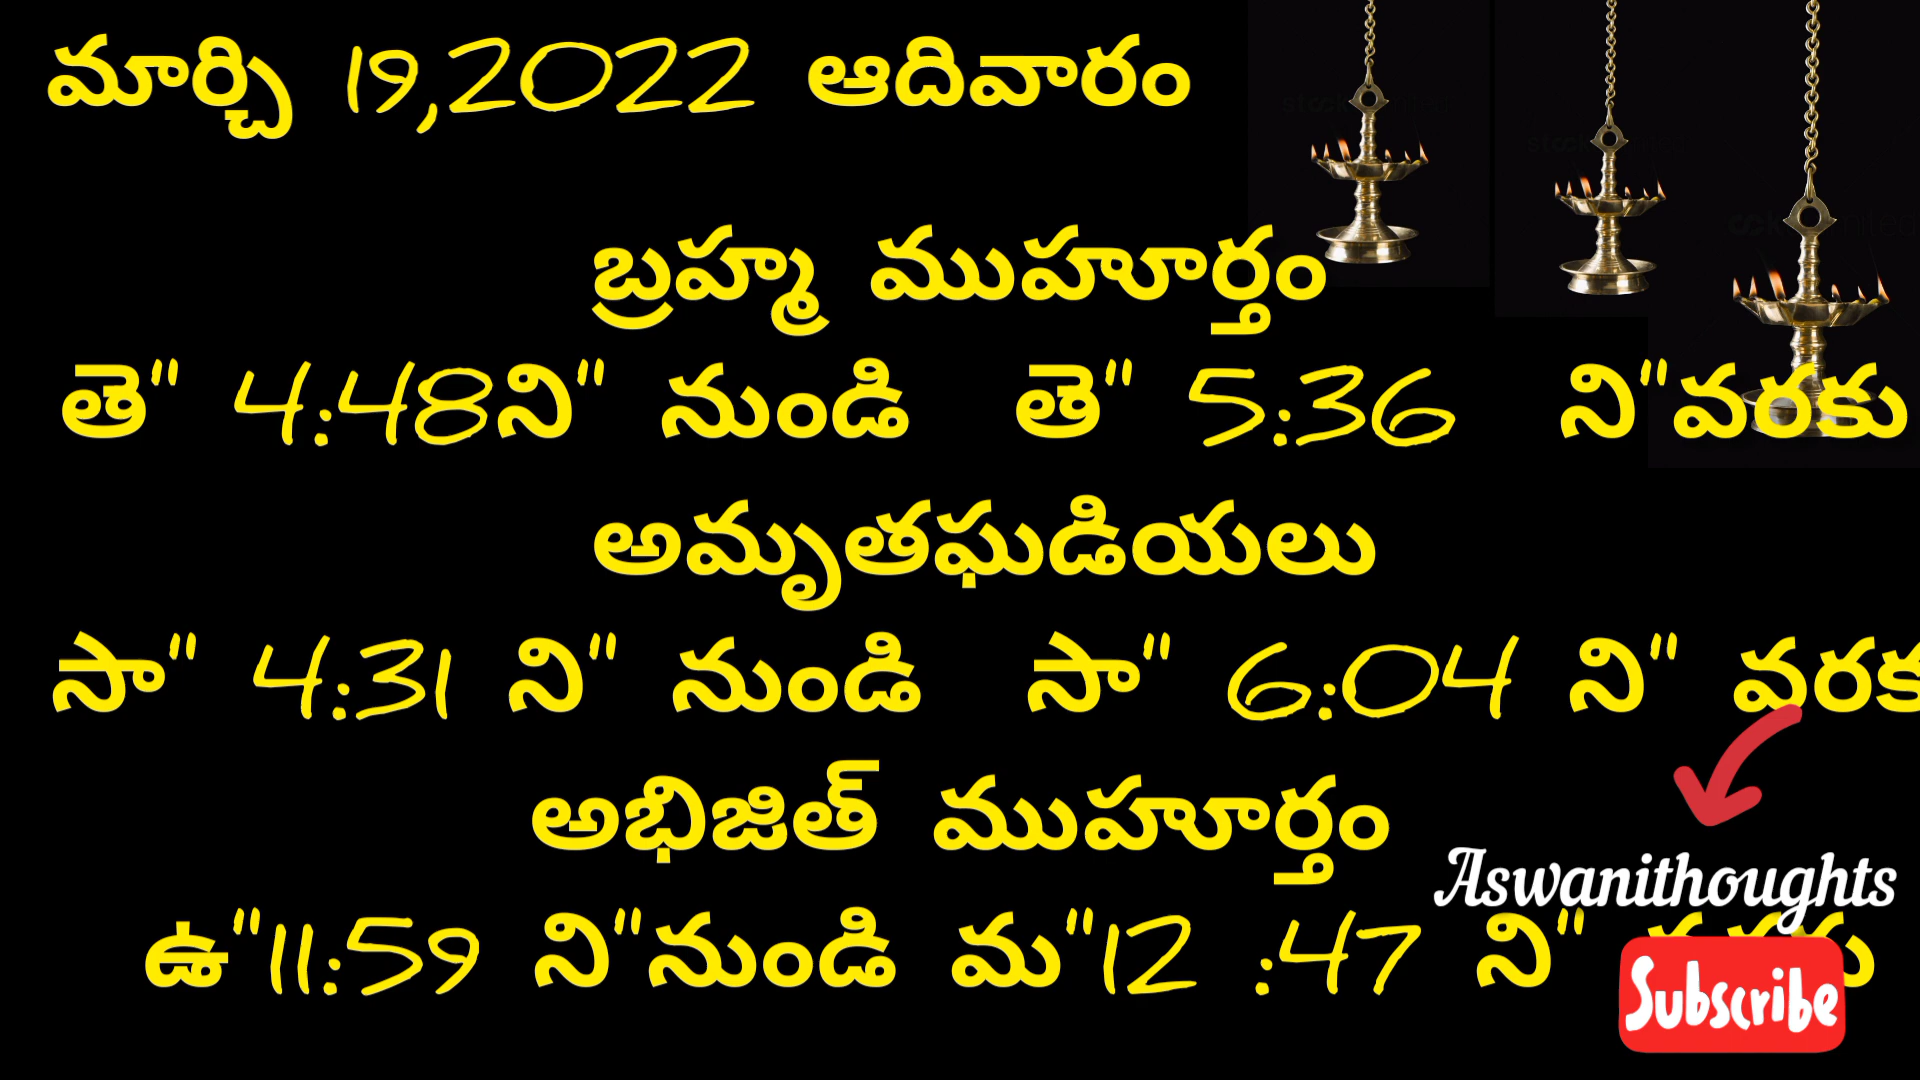 మార్చి 19,2022 ఆదివారం
బ్రహ్మ ముహూర్తం
తె" 4:48ని" నుండి తె" 5:36 ని"వరకు
అమృతఘడియలు
సా" 4:31 ని" నుండి సా" 6:04 ని"
అభిజిత్ ముహూర్తం
ఉ"11:59 ని"నుండి మ"12 :47 ని"
Aswanithoughts
Subscribe